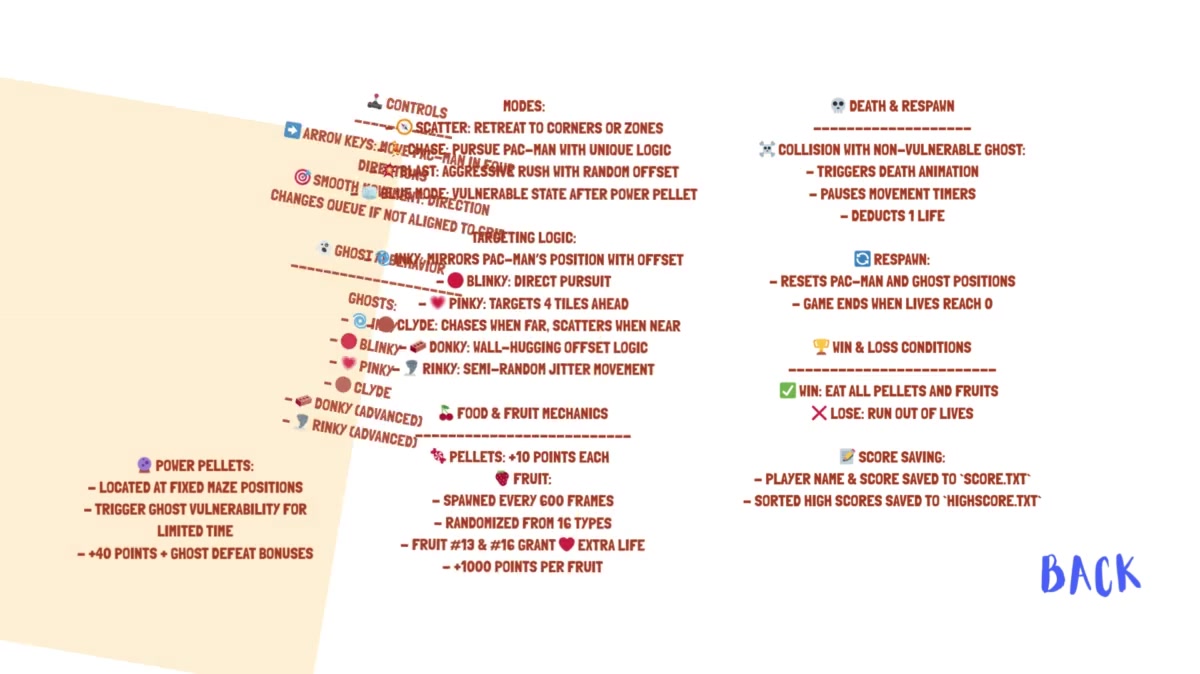 🕹️ CONTROLS
--------------
➡️ ARROW KEYS: MOVE PAC-MAN IN FOUR
DIRECTIONS
🎯 SMOOTH MOVEMENT: DIRECTION
CHANGES QUEUE IF NOT ALIGNED TO GRID
👻 GHOST AI BEHAVIOR
-------------------------
GHOSTS:
- 🌀 INKY
- 🔴 BLINKY
- 💗 PINKY
- 🟤 CLYDE
- 🧱 DONKY (ADVANCED)
- 🌪️ RINKY (ADVANCED)
🔮 POWER PELLETS:
- LOCATED AT FIXED MAZE POSITIONS
- TRIGGER GHOST VULNERABILITY FOR
LIMITED TIME
- +40 POINTS + GHOST DEFEAT BONUSES
MODES:
- 🧭 SCATTER: RETREAT TO CORNERS OR ZONES
- CHASE: PURSUE PAC-MAN WITH UNIQUE LOGIC
- 💥 BLAST: AGGRESSIVE RUSH WITH RANDOM OFFSET
- 🧊 BLUE MODE: VULNERABLE STATE AFTER POWER PELLET
TARGETING LOGIC:
- 🌀 INKY: MIRRORS PAC-MAN'S POSITION WITH OFFSET
- 🔴 BLINKY: DIRECT PURSUIT
- 💗 PINKY: TARGETS 4 TILES AHEAD
- 🟤 CLYDE: CHASES WHEN FAR, SCATTERS WHEN NEAR
- 🧱 DONKY: WALL-HUGGING OFFSET LOGIC
- 🌪️ RINKY: SEMI-RANDOM JITTER MOVEMENT
🍒 FOOD & FRUIT MECHANICS
-------------------------
🍬 PELLETS: +10 POINTS EACH
🍓 FRUIT:
- SPAWNED EVERY 600 FRAMES
- RANDOMIZED FROM 16 TYPES
- FRUIT #13 & #16 GRANT ❤️ EXTRA LIFE
- +1000 POINTS PER FRUIT
💀 DEATH & RESPAWN
-------------------
☠️ COLLISION WITH NON-VULNERABLE GHOST:
- TRIGGERS DEATH ANIMATION
- PAUSES MOVEMENT TIMERS
- DEDUCTS 1 LIFE
🔄 RESPAWN:
- RESETS PAC-MAN AND GHOST POSITIONS
- GAME ENDS WHEN LIVES REACH 0
🏆 WIN & LOSS CONDITIONS
-------------------------
✅ WIN: EAT ALL PELLETS AND FRUITS
❌ LOSE: RUN OUT OF LIVES
📝 SCORE SAVING:
- PLAYER NAME & SCORE SAVED TO `SCORE.TXT`
- SORTED HIGH SCORES SAVED TO `HIGHSCORE.TXT`
BACK